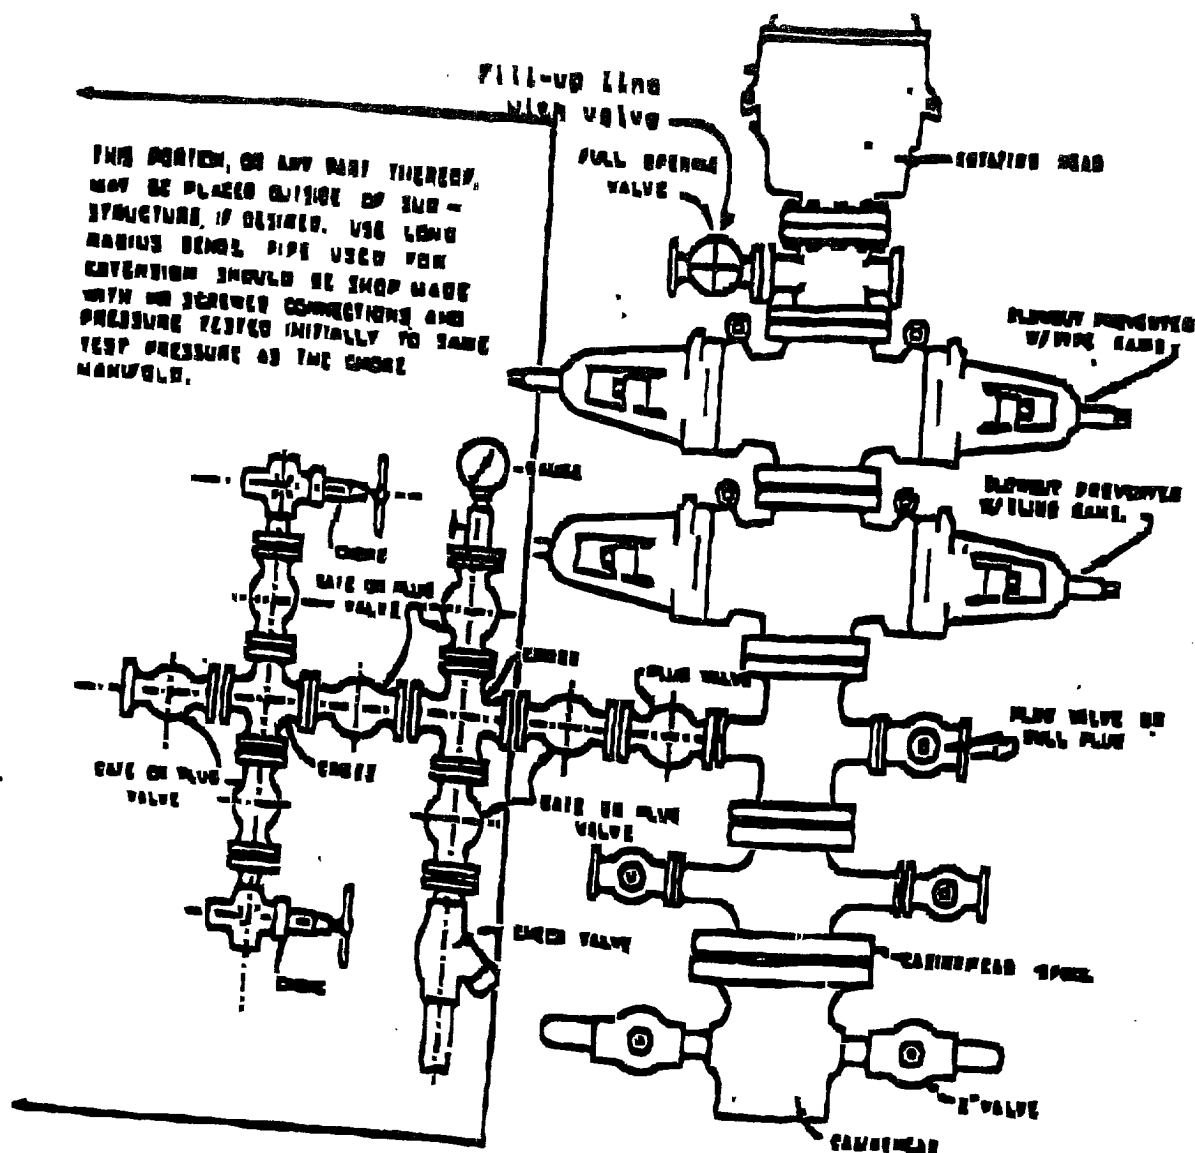 Fill-up line
with valve
FULL OPENING
VALVE
ROTATING HEAD
THIS PORTION, OR ANY PART THEREOF,
MAY BE PLACED OUTSIDE OF SUB-
STRUCTURE, IF DESIRED. USE LONG
RADIUS BENDS. PIPE USED FOR
EXTENSION SHOULD BE SHOP MADE
WITH NO SCREWED CONNECTIONS AND
PRESSURE TESTED INITIALLY TO SAME
TEST PRESSURE AS THE CHOKE
MANIFOLD.
BLOWOUT PREVENTER
W/PIPE RAMS.
GAUGE
BLOWOUT PREVENTER
W/BLIND RAMS.
CHOKE
GATE OR PLUG
VALVE
CROSS
PLUG VALVE
PLUG VALVE OR
BULL PLUG
GATE OR PLUG
VALVE
CROSS
GATE OR PLUG
VALVE
CHECK VALVE
CASINGHEAD SPOOL
CHOKE
2" VALVE
CASINGHEAD